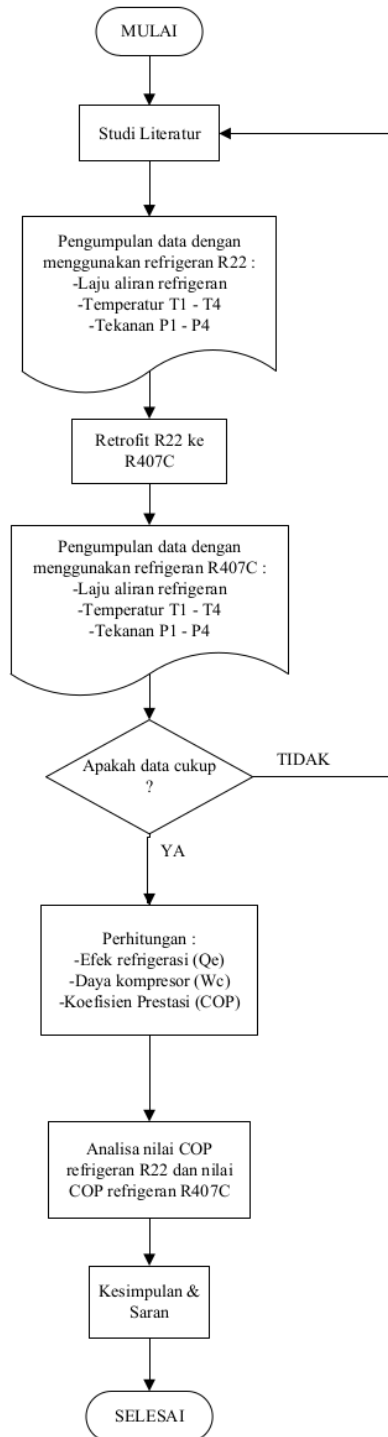 MULAI
Studi Literatur
Pengumpulan data dengan
menggunakan refrigeran R22 :
-Laju aliran refrigeran
-Temperatur T1 - T4
-Tekanan P1 - P4
Retrofit R22 ke
R407C
Pengumpulan data dengan
menggunakan refrigeran R407C :
-Laju aliran refrigeran
-Temperatur T1 - T4
-Tekanan P1 - P4
Apakah data cukup
?
TIDAK
YA
Perhitungan :
-Efek refrigerasi (Qe)
-Daya kompresor (Wc)
-Koefisien Prestasi (COP)
Analisa nilai COP
refrigeran R22 dan nilai
COP refrigeran R407C
Kesimpulan &
Saran
SELESAI